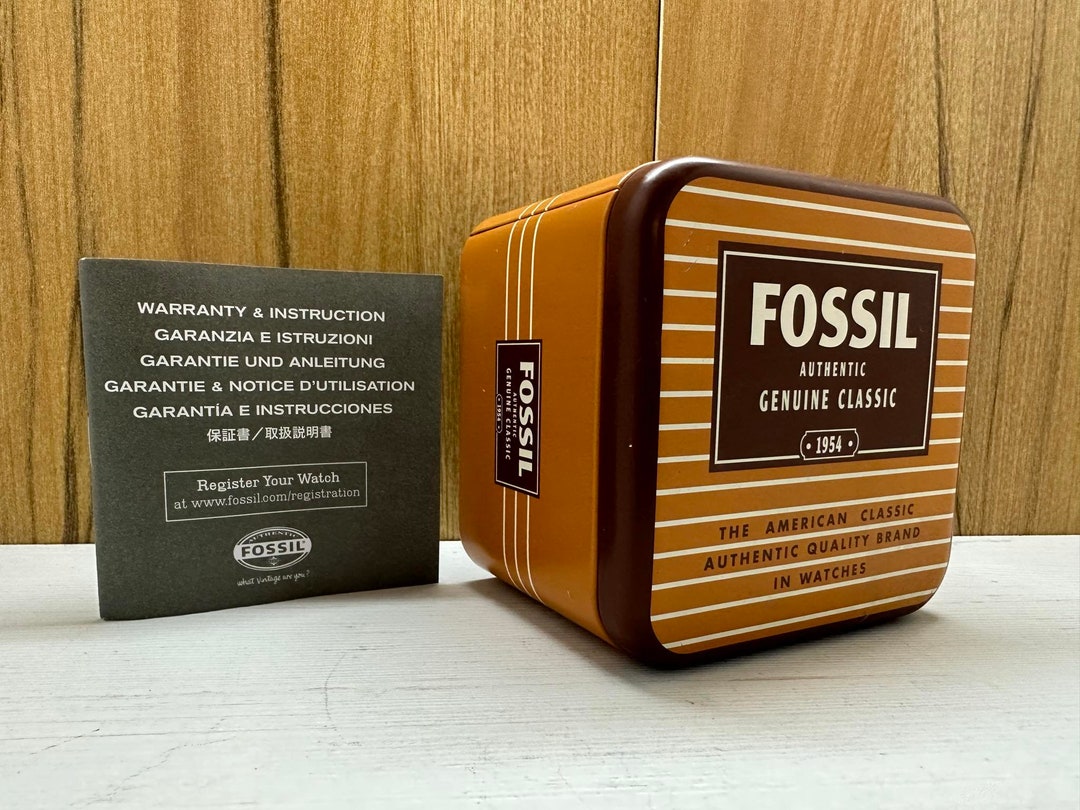 WARRANTY & INSTRUCTION
GARANZIA E ISTRUZIONI
GARANTIE UND ANLEITUNG
GARANTIE & NOTICE D'UTILISATION
GARANTÍA E INSTRUCCIONES
保証書／取扱説明書
Register Your Watch
at www.fossil.com/registration
AUTHENTIC
FOSSIL
what Vintage are you?
FOSSIL
AUTHENTIC
GENUINE CLASSIC
1954
FOSSIL
AUTHENTIC
GENUINE CLASSIC
1954
THE AMERICAN CLASSIC
AUTHENTIC QUALITY BRAND
IN WATCHES